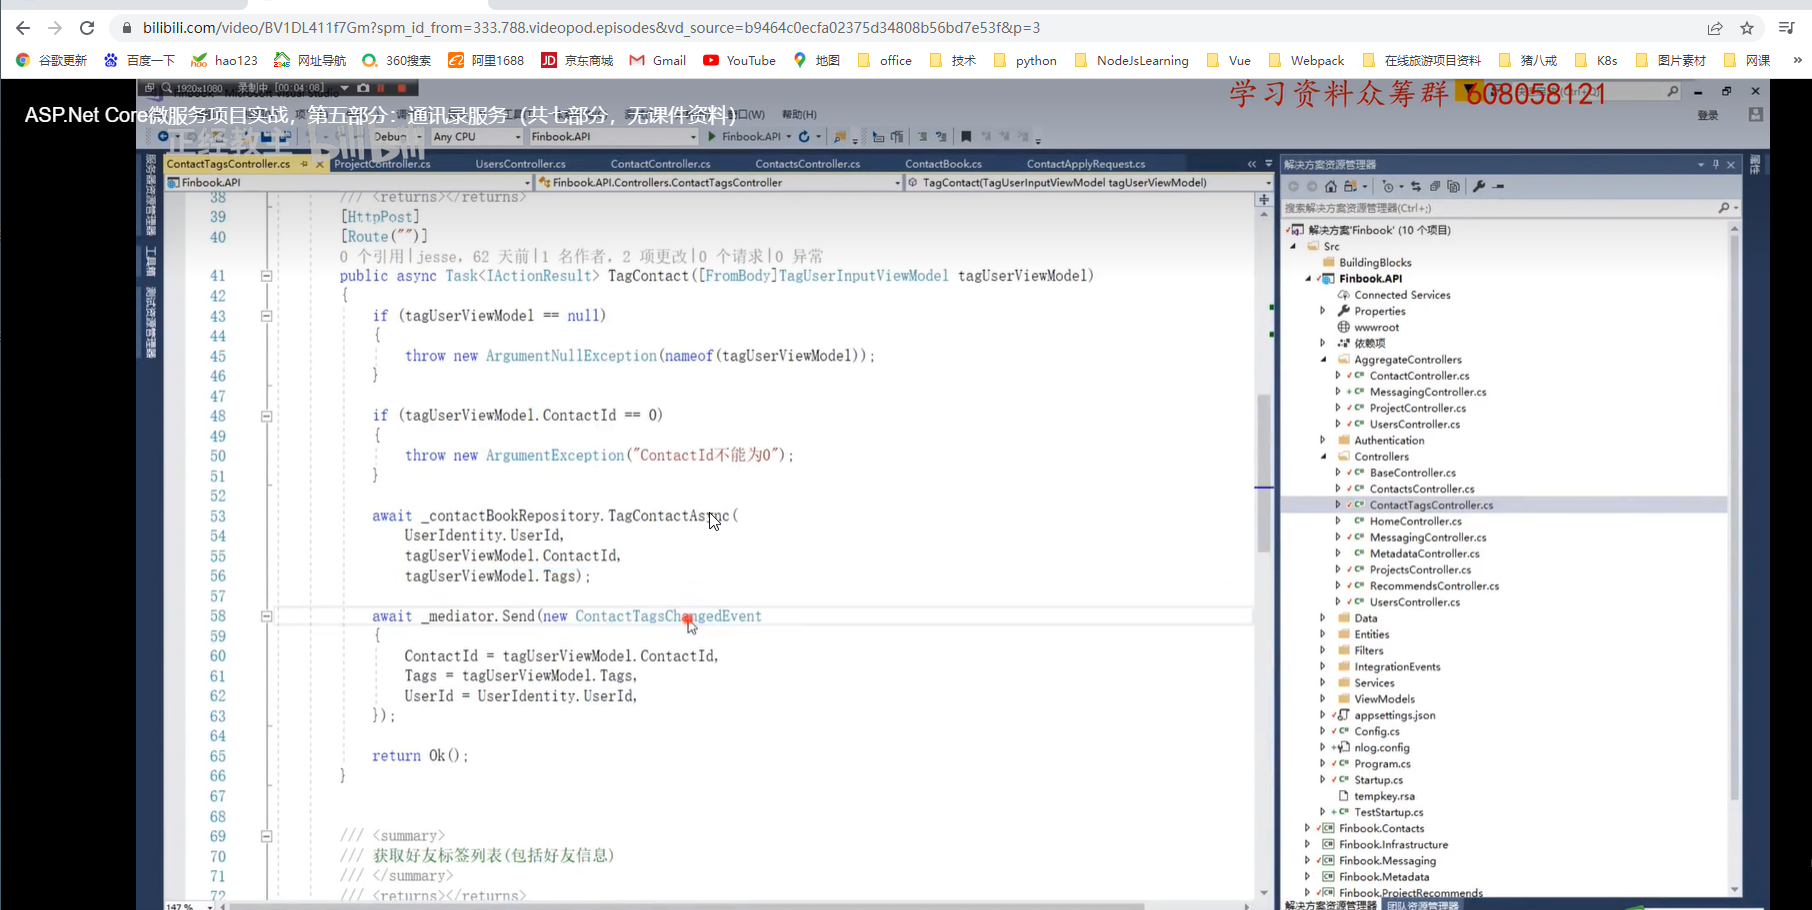 bilibili.com/video/BV1DL411f7Gm?spm_id_from=333.788.videopod.episodes&vd_source=b9464c0ecfa02375d34808b56bd7e53f&p=3
谷歌更新 百度一下 hao123 网址导航 360搜索 阿里1688 京东商城 Gmail YouTube 地图 office 技术 python NodeJsLearning Vue Webpack 在线旅游项目资料 猪八戒 K8s 图片素材 网课 »
1920x1080 录制中 [00:04:08]
学习资料众筹群 608058121
ASP.Net Core微服务项目实战，第五部分：通讯录服务（共七部分，无课件资料）
帮助(H)
登录
Debug Any CPU Finbook.API Finbook.API
服务器资源管理器
工具箱
测试资源管理器
ContactTagsController.cs ProjectController.cs UsersController.cs ContactController.cs ContactsController.cs ContactBook.cs ContactApplyRequest.cs
Finbook.API Finbook.API.Controllers.ContactTagsController TagContact(TagUserInputViewModel tagUserViewModel)
38 /// <returns></returns>
39 [HttpPost]
40 [Route("")]
0 个引用|jesse，62 天前|1 名作者，2 项更改|0 个请求|0 异常
41 public async Task<IActionResult> TagContact([FromBody]TagUserInputViewModel tagUserViewModel)
42 {
43 if (tagUserViewModel == null)
44 {
45 throw new ArgumentNullException(nameof(tagUserViewModel));
46 }
47
48 if (tagUserViewModel.ContactId == 0)
49 {
50 throw new ArgumentException("ContactId不能为0");
51 }
52
53 await _contactBookRepository.TagContactAsync(
54 UserIdentity.UserId,
55 tagUserViewModel.ContactId,
56 tagUserViewModel.Tags);
57
58 await _mediator.Send(new ContactTagsChangedEvent
59 {
60 ContactId = tagUserViewModel.ContactId,
61 Tags = tagUserViewModel.Tags,
62 UserId = UserIdentity.UserId,
63 });
64
65 return Ok();
66 }
67
68
69 /// <summary>
70 /// 获取好友标签列表(包括好友信息)
71 /// </summary>
72 /// <returns></returns>
147 %
解决方案资源管理器
搜索解决方案资源管理器(Ctrl+;)
解决方案'Finbook' (10 个项目)
Src
BuildingBlocks
Finbook.API
Connected Services
Properties
wwwroot
依赖项
AggregateControllers
ContactController.cs
MessagingController.cs
ProjectController.cs
UsersController.cs
Authentication
Controllers
BaseController.cs
ContactsController.cs
ContactTagsController.cs
HomeController.cs
MessagingController.cs
MetadataController.cs
ProjectsController.cs
RecommendsController.cs
UsersController.cs
Data
Entities
Filters
IntegrationEvents
Services
ViewModels
appsettings.json
Config.cs
nlog.config
Program.cs
Startup.cs
tempkey.rsa
TestStartup.cs
Finbook.Contacts
Finbook.Infrastructure
Finbook.Messaging
Finbook.Metadata
Finbook.ProjectRecommends
解决方案资源管理器 团队资源管理器